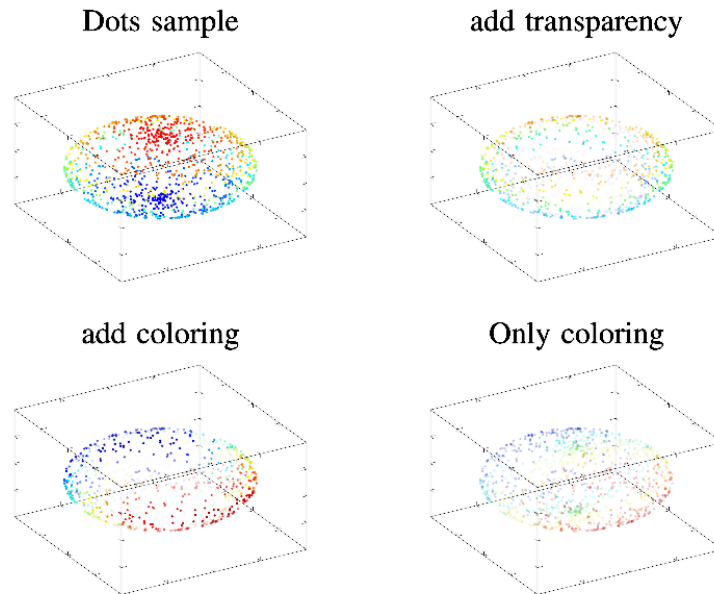 Dots sample
add transparency
add coloring
Only coloring